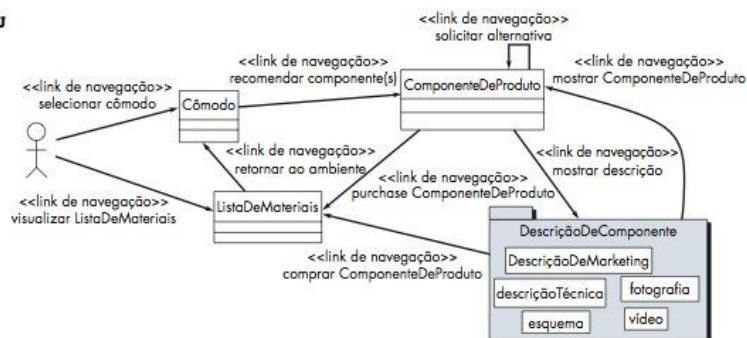 U
<<link de navegação>>
solicitar alternativa
<<link de navegação>>
recomendar componente(s)
<<link de navegação>>
mostrar ComponenteDeProduto
<<link de navegação>>
selecionar cômodo
Cômodo
ComponenteDeProduto
<<link de navegação>>
retornar ao ambiente
<<link de navegação>>
mostrar descrição
<<link de navegação>>
purchase ComponenteDeProduto
<<link de navegação>>
visualizar ListaDeMateriais
ListaDeMateriais
<<link de navegação>>
comprar ComponenteDeProduto
DescriçãoDeComponente
DescriçãoDeMarketing
descriçãoTécnica
fotografia
esquema
vídeo